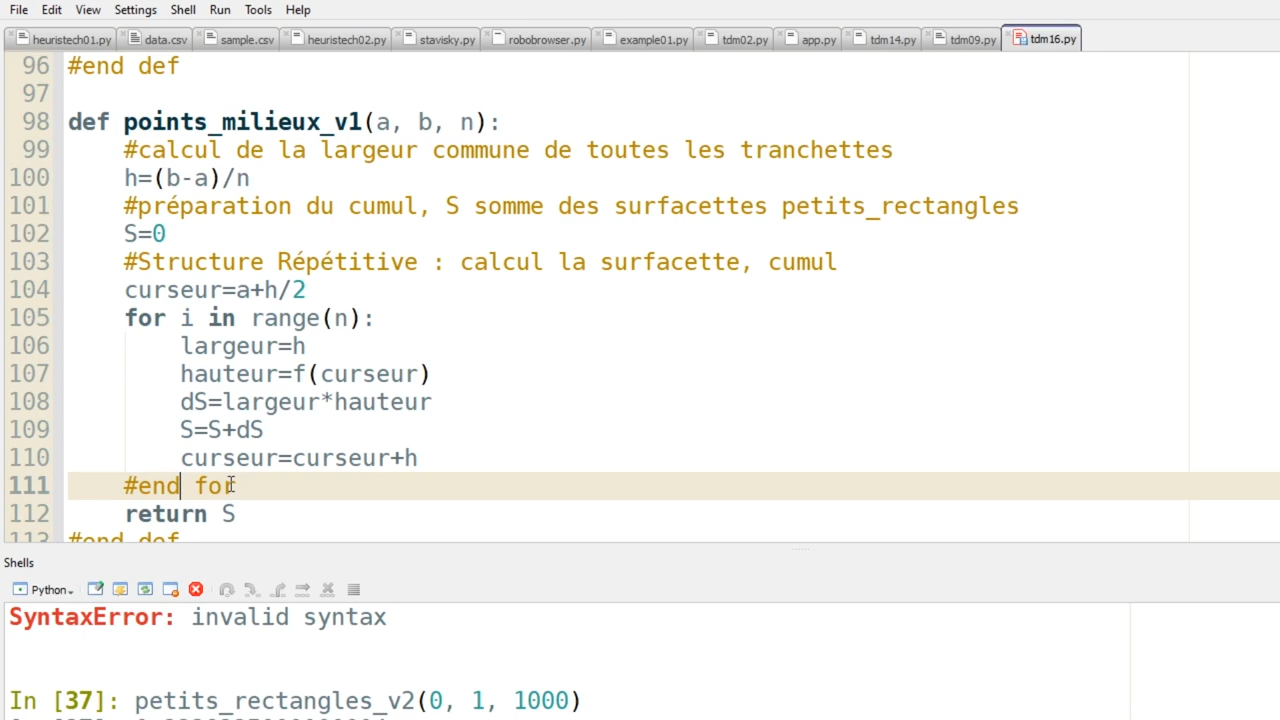 File Edit View Settings Shell Run Tools Help
heuristech01.py data.csv sample.csv heuristech02.py stavisky.py robobrowser.py example01.py tdm02.py app.py tdm14.py tdm09.py tdm16.py
96 #end def
97
98 def points_milieux_v1(a, b, n):
99 #calcul de la largeur commune de toutes les tranchettes
100 h=(b-a)/n
101 #préparation du cumul, S somme des surfacettes petits_rectangles
102 S=0
103 #Structure Répétitive : calcul la surfacette, cumul
104 curseur=a+h/2
105 for i in range(n):
106 largeur=h
107 hauteur=f(curseur)
108 dS=largeur*hauteur
109 S=S+dS
110 curseur=curseur+h
111 #end for
112 return S
113 #end def
Shells
Python
SyntaxError: invalid syntax
In [37]: petits_rectangles_v2(0, 1, 1000)